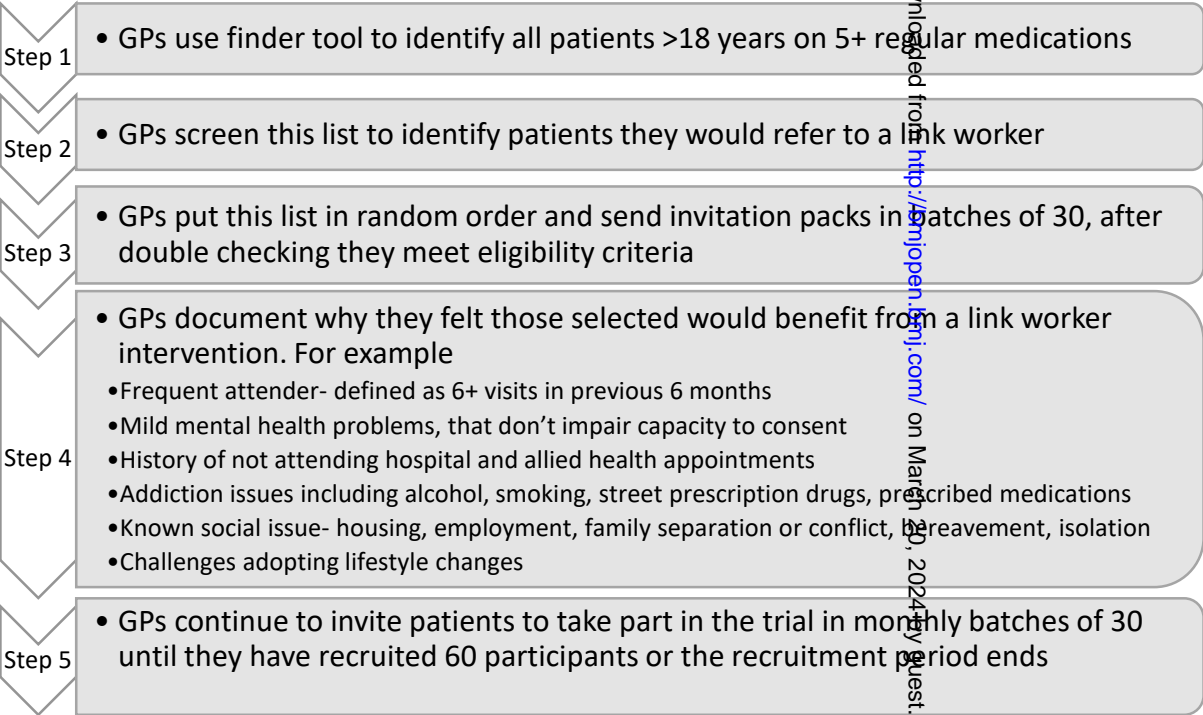 Step 1
• GPs use finder tool to identify all patients >18 years on 5+ regular medications
Step 2
• GPs screen this list to identify patients they would refer to a link worker
Step 3
• GPs put this list in random order and send invitation packs in batches of 30, after
double checking they meet eligibility criteria
Step 4
• GPs document why they felt those selected would benefit from a link worker
intervention. For example
•Frequent attender- defined as 6+ visits in previous 6 months
•Mild mental health problems, that don’t impair capacity to consent
•History of not attending hospital and allied health appointments
•Addiction issues including alcohol, smoking, street prescription drugs, prescribed medications
•Known social issue- housing, employment, family separation or conflict, bereavement, isolation
•Challenges adopting lifestyle changes
Step 5
• GPs continue to invite patients to take part in the trial in monthly batches of 30
until they have recruited 60 participants or the recruitment period ends
from http://bmjopen.bmj.com/ on March 20, 2024 by guest.